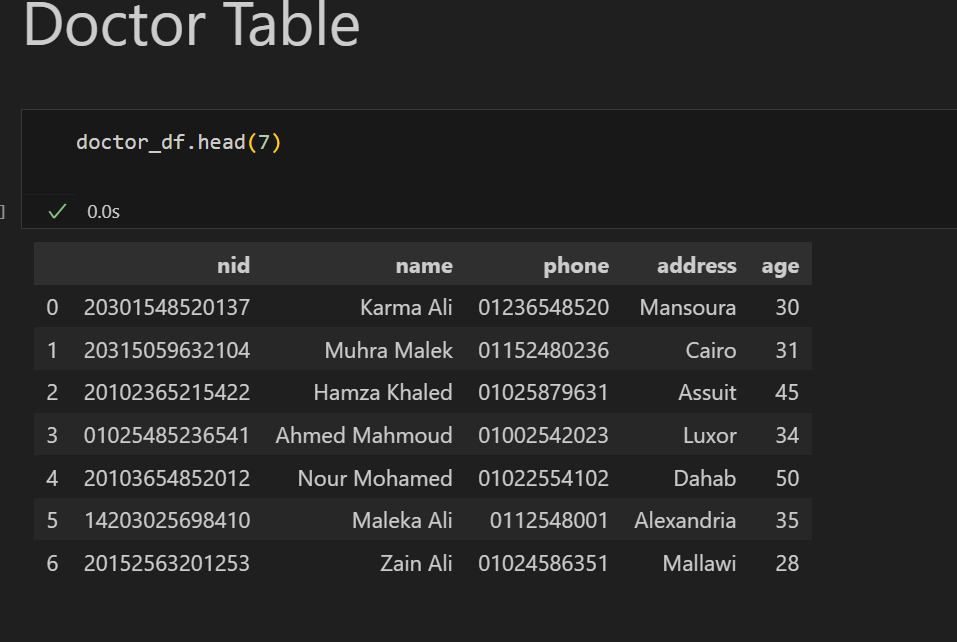 Doctor Table
doctor_df.head(7)
] 0.0s
nid name phone address age
0 20301548520137 Karma Ali 01236548520 Mansoura 30
1 20315059632104 Muhra Malek 01152480236 Cairo 31
2 20102365215422 Hamza Khaled 01025879631 Assuit 45
3 01025485236541 Ahmed Mahmoud 01002542023 Luxor 34
4 20103654852012 Nour Mohamed 01022554102 Dahab 50
5 14203025698410 Maleka Ali 0112548001 Alexandria 35
6 20152563201253 Zain Ali 01024586351 Mallawi 28